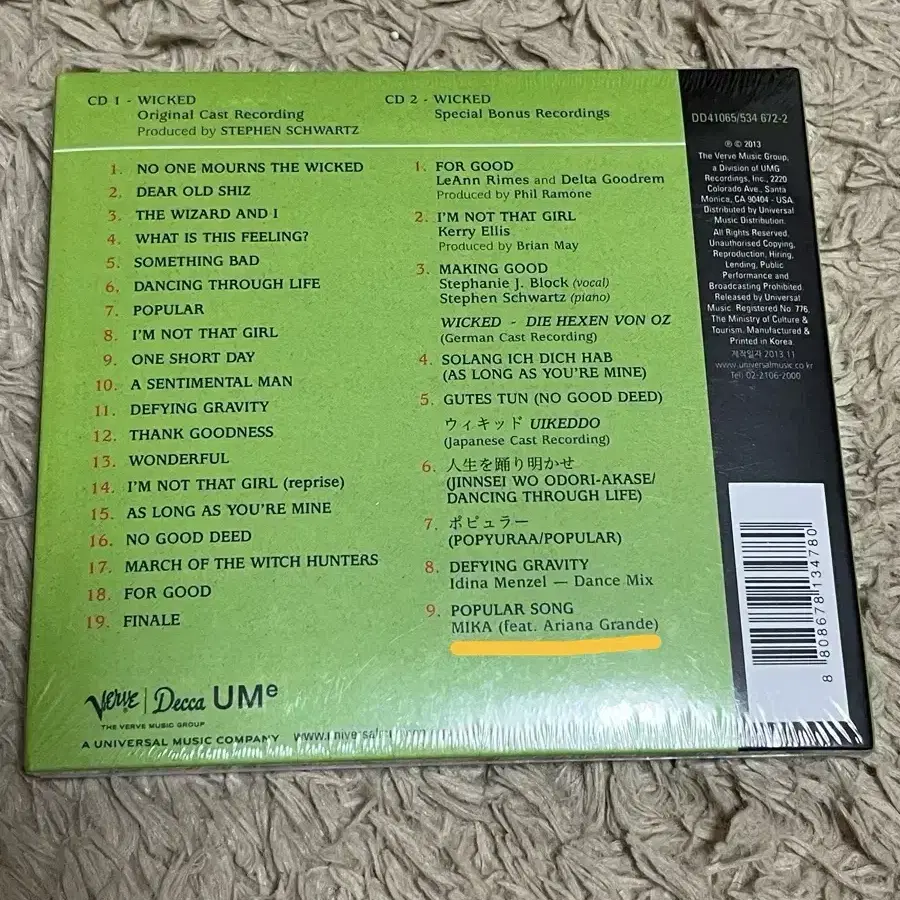 CD 1 - WICKED
Original Cast Recording
Produced by STEPHEN SCHWARTZ
1. NO ONE MOURNS THE WICKED
2. DEAR OLD SHIZ
3. THE WIZARD AND I
4. WHAT IS THIS FEELING?
5. SOMETHING BAD
6. DANCING THROUGH LIFE
7. POPULAR
8. I'M NOT THAT GIRL
9. ONE SHORT DAY
10. A SENTIMENTAL MAN
11. DEFYING GRAVITY
12. THANK GOODNESS
13. WONDERFUL
14. I'M NOT THAT GIRL (reprise)
15. AS LONG AS YOU'RE MINE
16. NO GOOD DEED
17. MARCH OF THE WITCH HUNTERS
18. FOR GOOD
19. FINALE
CD 2 - WICKED
Special Bonus Recordings
1. FOR GOOD
LeAnn Rimes and Delta Goodrem
Produced by Phil Ramone
2. I'M NOT THAT GIRL
Kerry Ellis
Produced by Brian May
3. MAKING GOOD
Stephanie J. Block (vocal)
Stephen Schwartz (piano)
WICKED - DIE HEXEN VON OZ
(German Cast Recording)
4. SOLANG ICH DICH HAB
(AS LONG AS YOU'RE MINE)
5. GUTES TUN (NO GOOD DEED)
ウィキッド UIKEDDO
(Japanese Cast Recording)
6. 人生を踊り明かせ
(JINNSEI WO ODORI-AKASE/
DANCING THROUGH LIFE)
7. ポピュラー
(POPYURAA/POPULAR)
8. DEFYING GRAVITY
Idina Menzel — Dance Mix
9. POPULAR SONG
MIKA (feat. Ariana Grande)
DD41065/534 672-2
℗ © 2013
The Verve Music Group,
a Division of UMG
Recordings, Inc., 2220
Colorado Ave., Santa
Monica, CA 90404 - USA.
Distributed by Universal
Music Distribution.
All Rights Reserved.
Unauthorised Copying,
Reproduction, Hiring,
Lending, Public
Performance and
Broadcasting Prohibited.
Released by Universal
Music. Registered No. 776,
The Ministry of Culture &
Tourism. Manufactured &
Printed in Korea.
제작일자 2013.11
www.universalmusic.co.kr
Tel: 02-2106-2000
8 808678 134780
Verve | Decca UMe
THE VERVE MUSIC GROUP
A UNIVERSAL MUSIC COMPANY